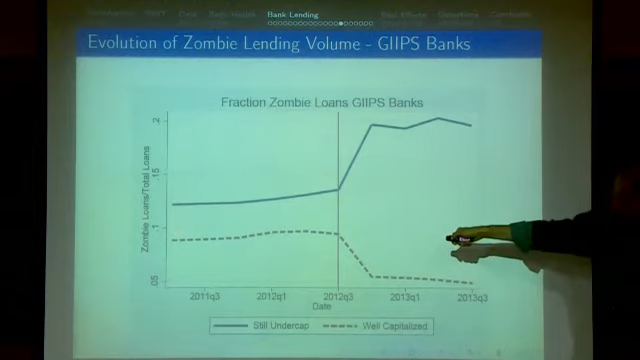 Bank Lending
Evolution of Zombie Lending Volume - GIIPS Banks
Fraction Zombie Loans GIIPS Banks
Zombie Loans/Total Loans
.2
.15
.1
.05
2011q3 2012q1 2012q3 2013q1 2013q3
Date
Still Undercap Well Capitalized